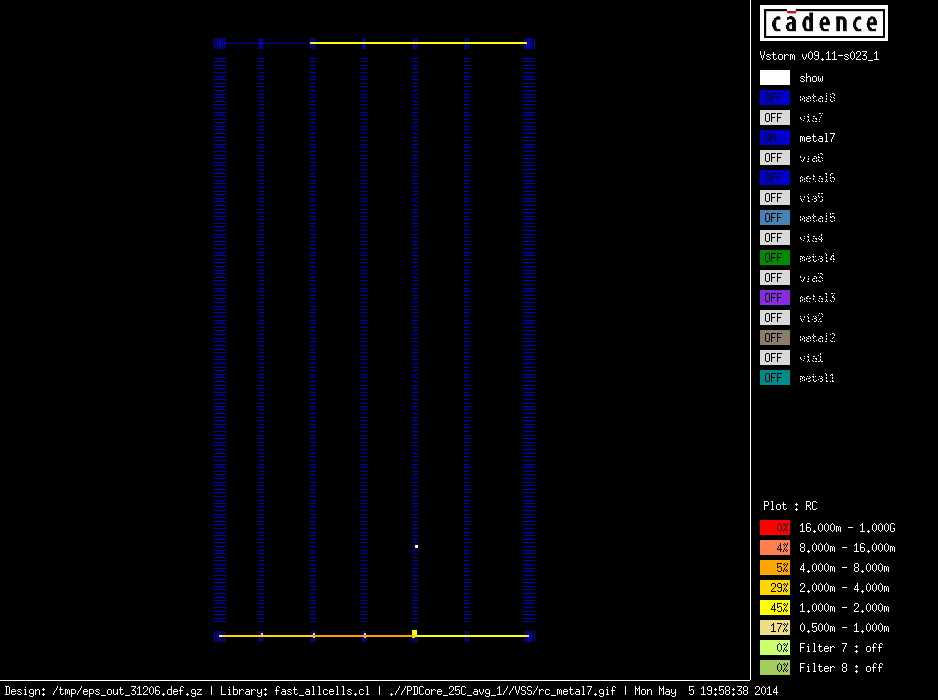 cādence
Vstorm v09.11-s023_1
show
metal8
OFF via7
metal7
OFF via6
metal6
OFF via5
OFF metal5
OFF via4
OFF metal4
OFF via3
OFF metal3
OFF via2
OFF metal2
OFF via1
OFF metal1
Plot : RC
0% 16.000m - 1.000G
4% 8.000m - 16.000m
5% 4.000m - 8.000m
29% 2.000m - 4.000m
45% 1.000m - 2.000m
17% 0.500m - 1.000m
0% Filter 7 : off
0% Filter 8 : off
Design: /tmp/eps_out_31206.def.gz | Library: fast_allcells.cl | .//PDCore_25C_avg_1//VSS/rc_metal7.gif | Mon May  5 19:58:38 2014